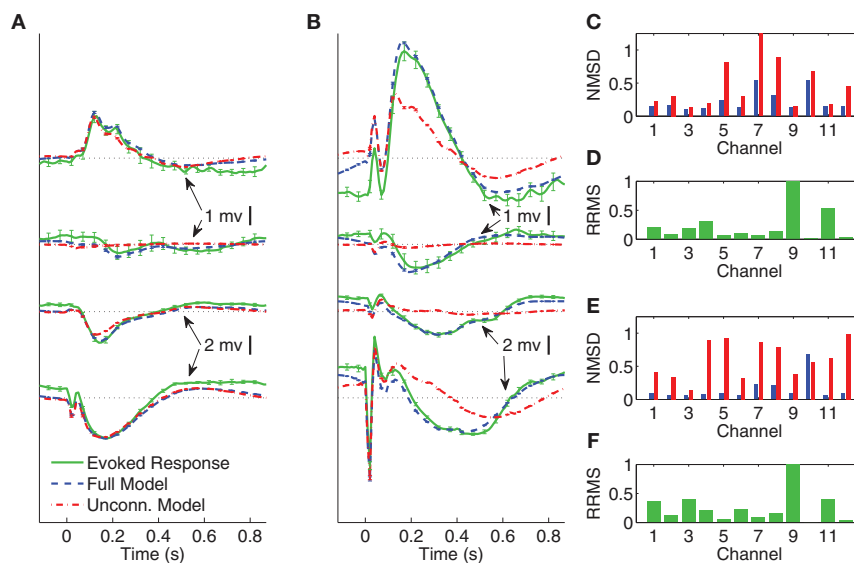 A
1 mv
2 mv
Evoked Response
Full Model
Unconn. Model
0 0.2 0.4 0.6 0.8
Time (s)
B
1 mv
2 mv
0 0.2 0.4 0.6 0.8
Time (s)
C
NMSD
1
0.5
0
1 3 5 7 9 11
Channel
D
RRMS
1
0.5
0
1 3 5 7 9 11
Channel
E
NMSD
1
0.5
0
1 3 5 7 9 11
Channel
F
RRMS
1
0.5
0
1 3 5 7 9 11
Channel